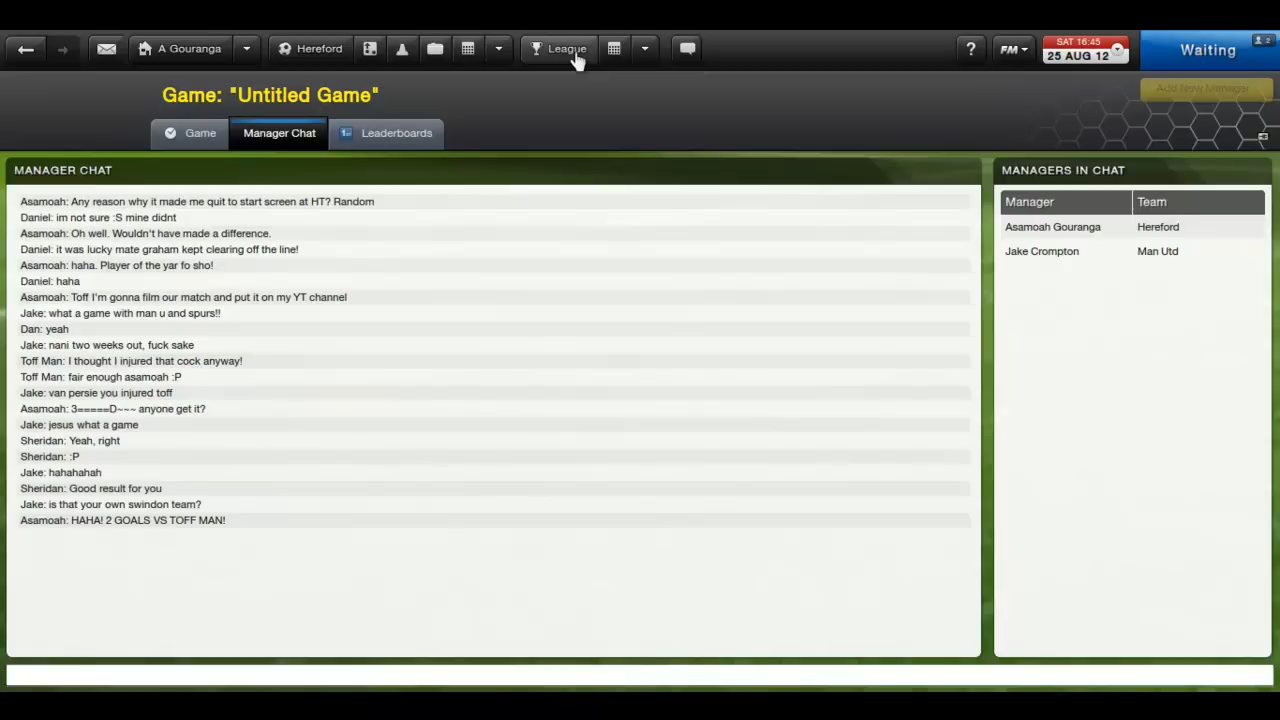 A Gouranga Hereford League ? FM SAT 16:45 25 AUG 12 Waiting 2
Game: "Untitled Game" Add New Manager
Game Manager Chat 1st Leaderboards
MANAGER CHAT
Asamoah: Any reason why it made me quit to start screen at HT? Random
Daniel: im not sure :S mine didnt
Asamoah: Oh well. Wouldn't have made a difference.
Daniel: it was lucky mate graham kept clearing off the line!
Asamoah: haha. Player of the yar fo sho!
Daniel: haha
Asamoah: Toff I'm gonna film our match and put it on my YT channel
Jake: what a game with man u and spurs!!
Dan: yeah
Jake: nani two weeks out, fuck sake
Toff Man: I thought I injured that cock anyway!
Toff Man: fair enough asamoah :P
Jake: van persie you injured toff
Asamoah: 3=====D~~~ anyone get it?
Jake: jesus what a game
Sheridan: Yeah, right
Sheridan: :P
Jake: hahahahah
Sheridan: Good result for you
Jake: is that your own swindon team?
Asamoah: HAHA! 2 GOALS VS TOFF MAN!
MANAGERS IN CHAT
Manager Team
Asamoah Gouranga Hereford
Jake Crompton Man Utd